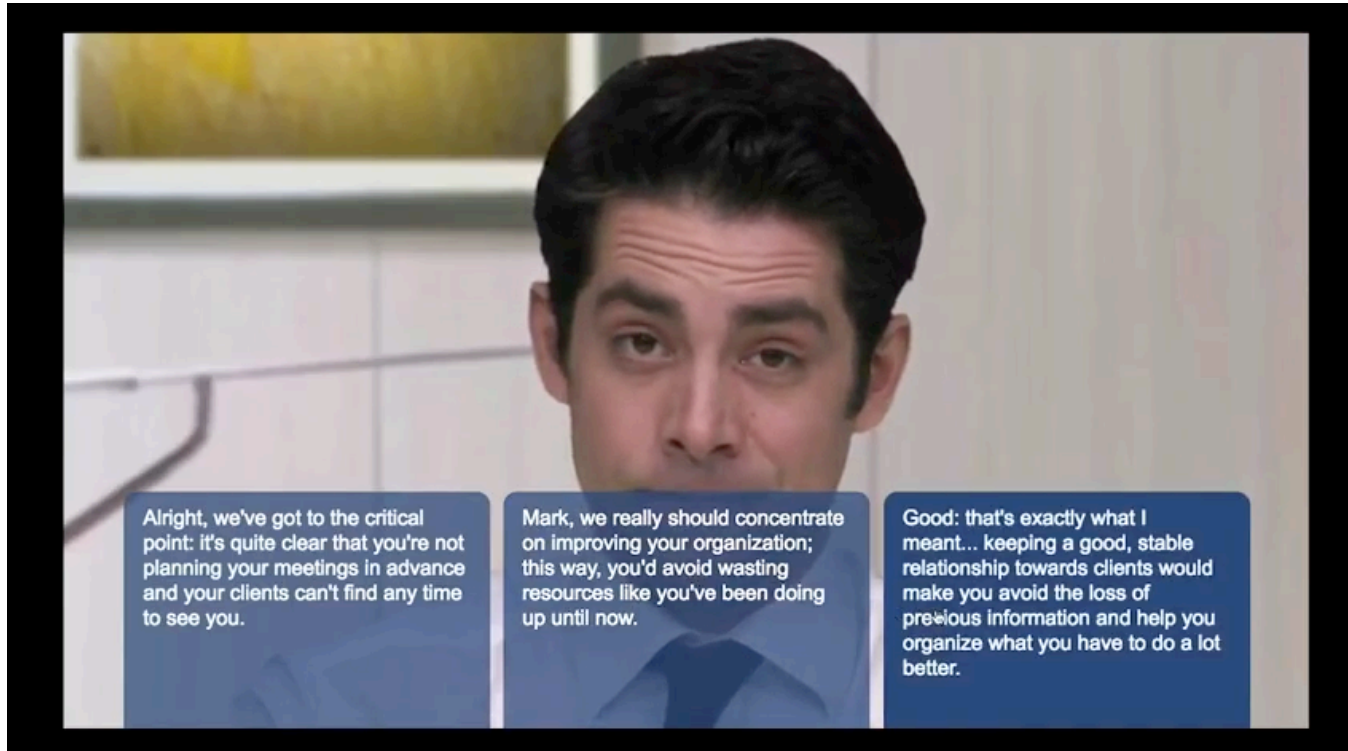 Alright, we've got to the critical
point: it's quite clear that you're not
planning your meetings in advance
and your clients can't find any time
to see you.
Mark, we really should concentrate
on improving your organization;
this way, you'd avoid wasting
resources like you've been doing
up until now.
Good: that's exactly what I
meant... keeping a good, stable
relationship towards clients would
make you avoid the loss of
precious information and help you
organize what you have to do a lot
better.